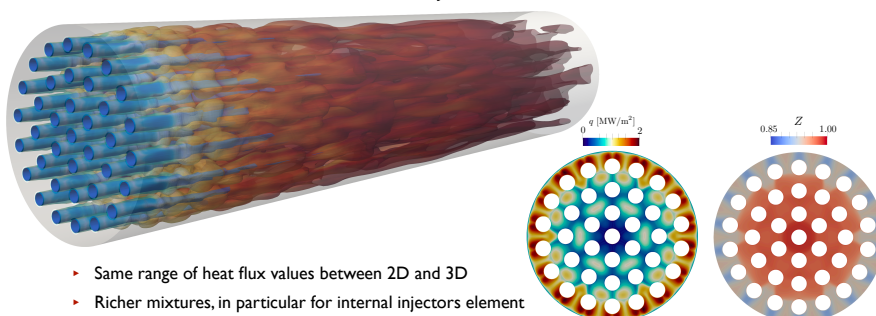 q [MW/m²]
0 2
Z
0.85 1.00
▸ Same range of heat flux values between 2D and 3D
▸ Richer mixtures, in particular for internal injectors element